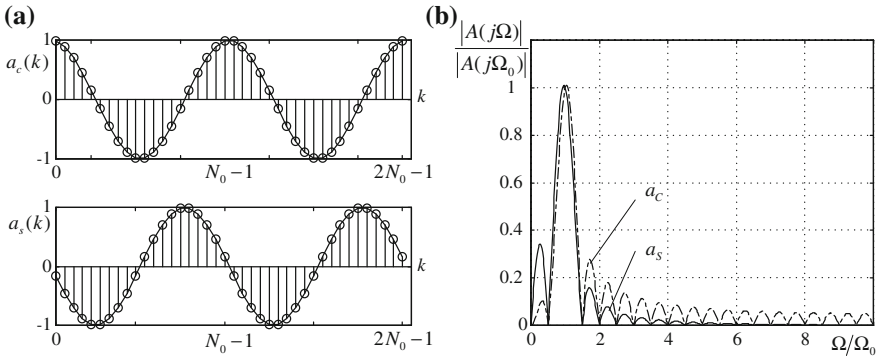 (a)
1
a_c(k)
0
k
-1
0
N_0-1
2N_0-1
1
a_s(k)
0
k
-1
0
N_0-1
2N_0-1
(b)
|A(jΩ)|
|A(jΩ_0)|
1
0.8
0.6
0.4
0.2
0
a_C
a_S
0
2
4
6
8
Ω/Ω_0